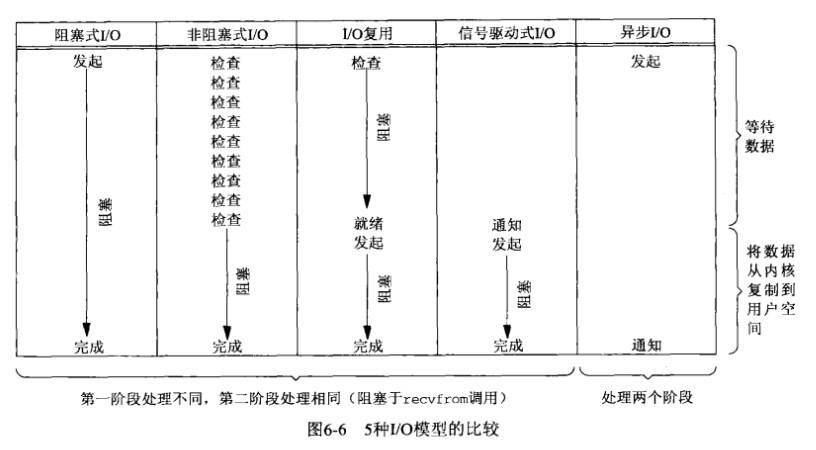 阻塞式I/O 非阻塞式I/O I/O复用 信号驱动式I/O 异步I/O
发起 检查 检查 发起
检查
检查
检查
检查
检查
检查
检查
检查 就绪 通知
发起 发起
阻塞
阻塞
阻塞
阻塞
阻塞
完成 完成 完成 完成 通知
等待
数据
将数据
从内核
复制到
用户空
间
第一阶段处理不同，第二阶段处理相同（阻塞于recvfrom调用） 处理两个阶段
图6-6 5种I/O模型的比较